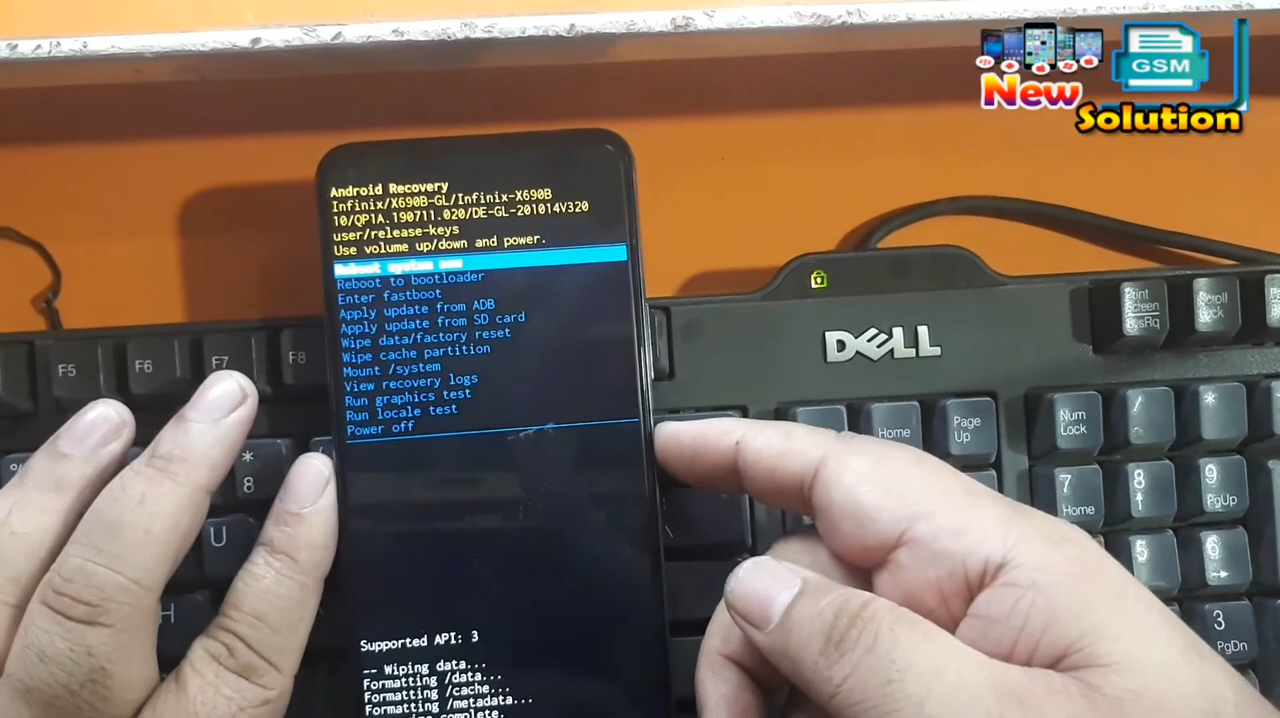 New
GSM
Solution
Android Recovery
Infinix/X690B-GL/Infinix-X690B
10/QP1A.190711.020/DE-GL-201014V320
user/release-keys
Use volume up/down and power.
Reboot system now
Reboot to bootloader
Enter fastboot
Apply update from ADB
Apply update from SD card
Wipe data/factory reset
Wipe cache partition
Mount /system
View recovery logs
Run graphics test
Run locale test
Power off
Supported API: 3
-- Wiping data...
Formatting /data...
Formatting /cache...
Formatting /metadata...
complete.
DELL
F5
F6
F7
F8
*
8
U
H
Print
Screen
SysRq
Scroll
Lock
Home
Page
Up
Num
Lock
/
*
7
Home
8
9
PgUp
5
6
3
PgDn